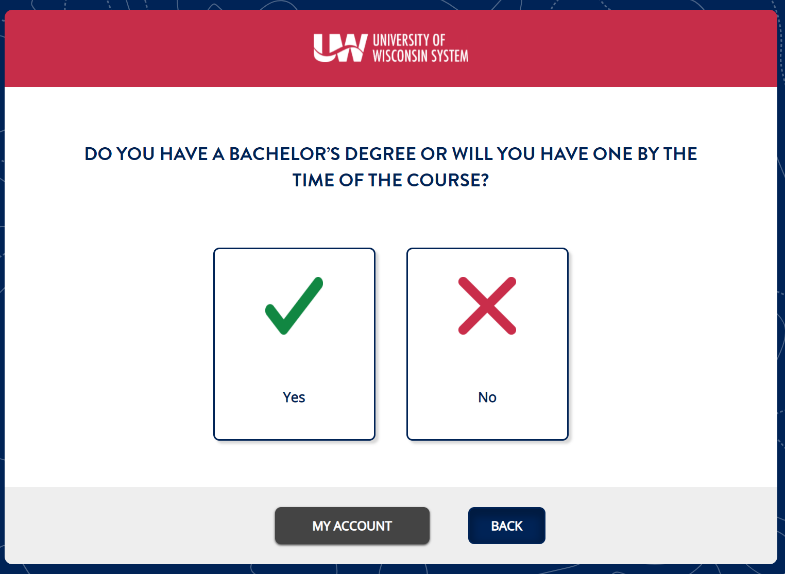 UW UNIVERSITY OF
WISCONSIN SYSTEM
DO YOU HAVE A BACHELOR'S DEGREE OR WILL YOU HAVE ONE BY THE
TIME OF THE COURSE?
Yes
No
MY ACCOUNT
BACK